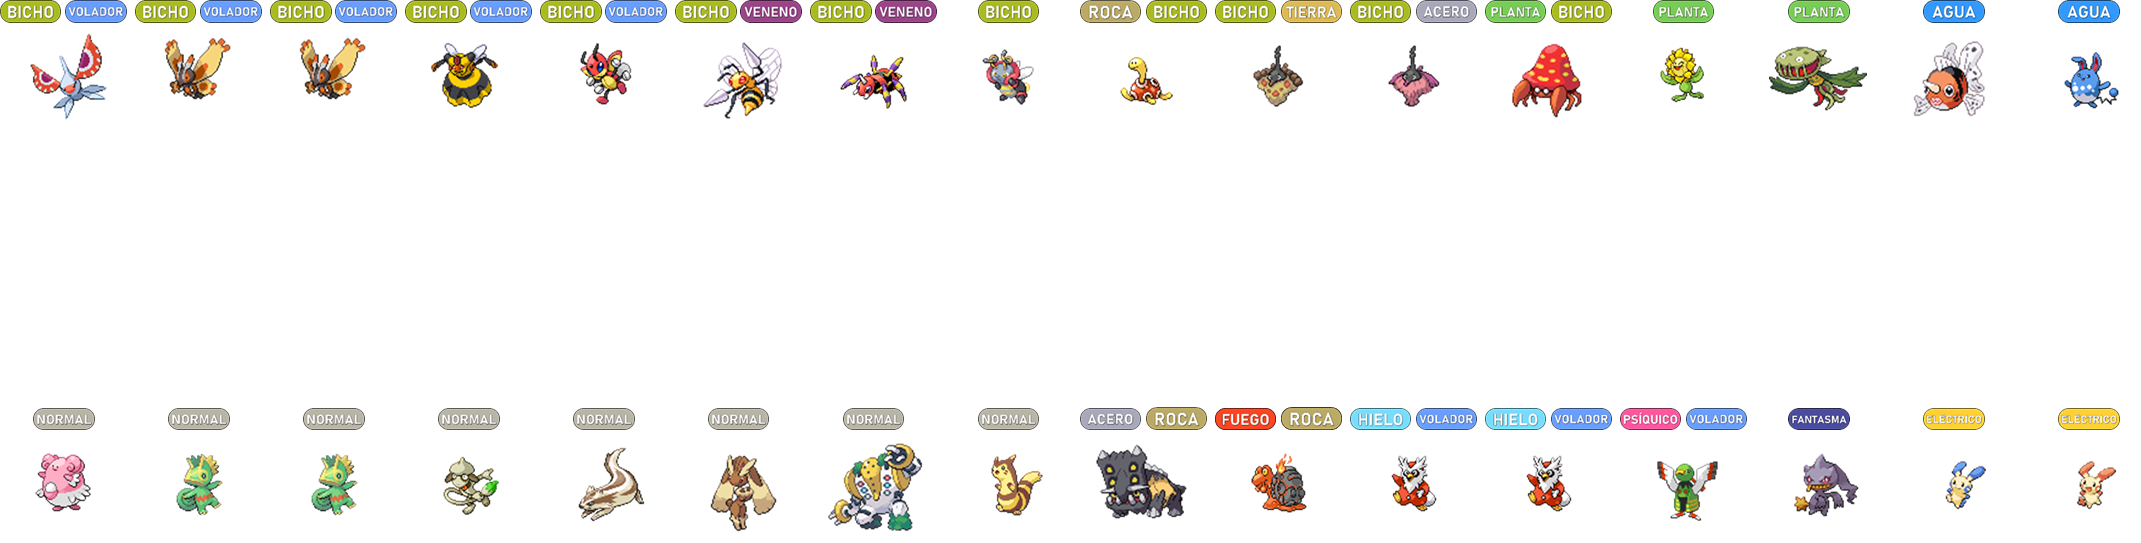 BICHO VOLADOR BICHO VOLADOR BICHO VOLADOR BICHO VOLADOR BICHO VOLADOR BICHO VENENO BICHO VENENO BICHO ROCA BICHO BICHO TIERRA BICHO ACERO PLANTA BICHO PLANTA PLANTA AGUA AGUA
NORMAL NORMAL NORMAL NORMAL NORMAL NORMAL NORMAL NORMAL ACERO ROCA FUEGO ROCA HIELO VOLADOR HIELO VOLADOR PSÍQUICO VOLADOR FANTASMA ELÉCTRICO ELÉCTRICO